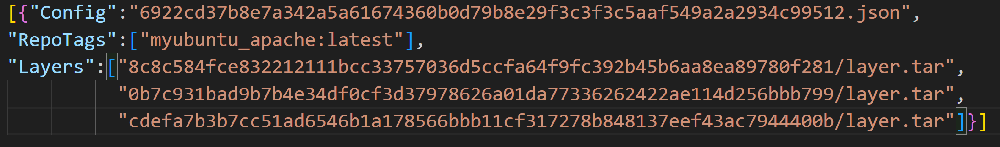 [{"Config":"6922cd37b8e7a342a5a61674360b0d79b8e29f3c3f3c5aaf549a2a2934c99512.json",
"RepoTags":["myubuntu_apache:latest"],
"Layers":["8c8c584fce832212111bcc33757036d5ccfa64f9fc392b45b6aa8ea89780f281/layer.tar",
"0b7c931bad9b7b4e34df0cf3d37978626a01da77336262422ae114d256bbb799/layer.tar",
"cdefa7b3b7cc51ad6546b1a178566bbb11cf317278b848137eef43ac7944400b/layer.tar"]}]